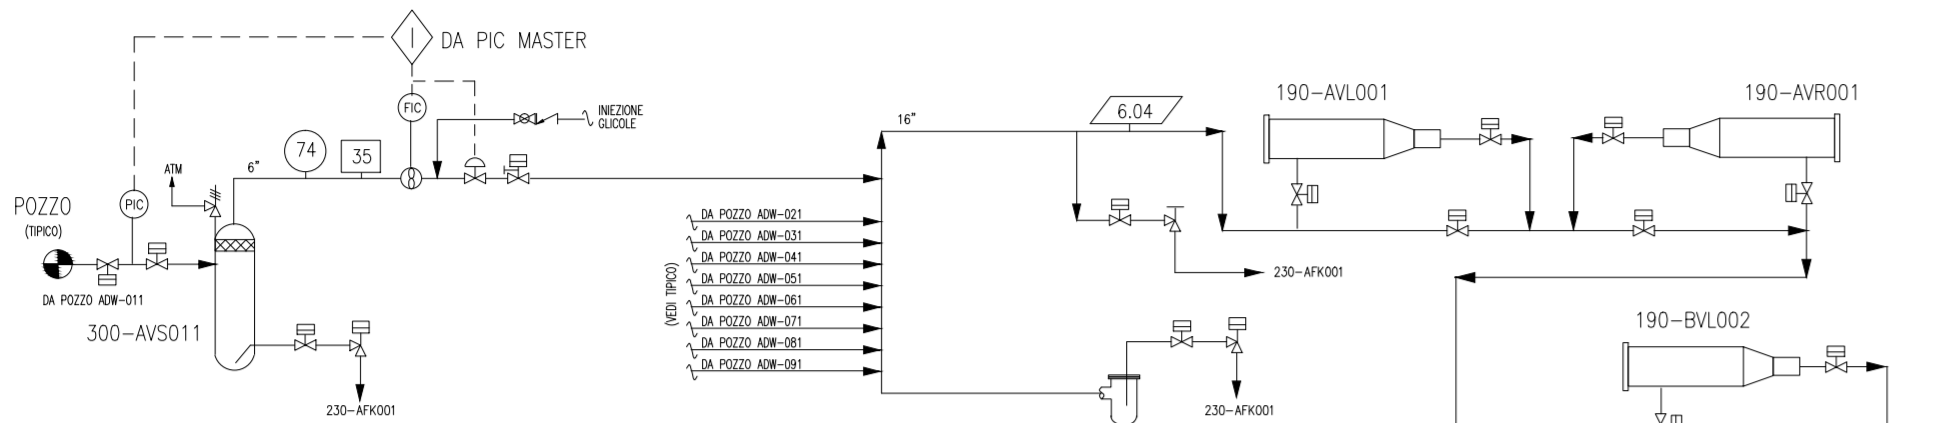 DA PIC MASTER
I
FIC
INIEZIONE
GLICOLE
74
35
6"
ATM
PIC
POZZO
(TIPICO)
DA POZZO ADW-011
300-AVS011
230-AFK001
16"
6.04
DA POZZO ADW-021
DA POZZO ADW-031
DA POZZO ADW-041
DA POZZO ADW-051
DA POZZO ADW-061
DA POZZO ADW-071
DA POZZO ADW-081
DA POZZO ADW-091
(VEDI TIPICO)
230-AFK001
230-AFK001
190-AVL001
190-AVR001
190-BVL002